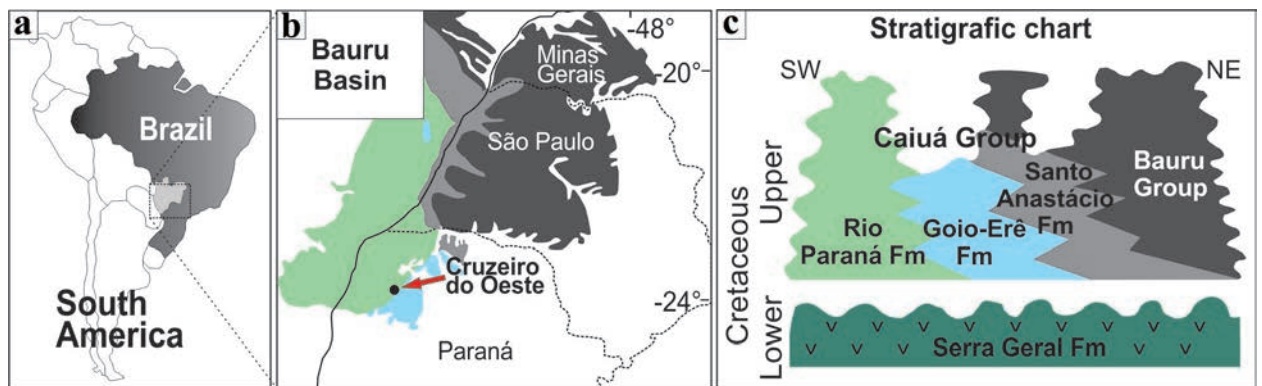 a
Brazil
South
America
b
Bauru
Basin
-48°
Minas
Gerais
-20°
São Paulo
Cruzeiro
do Oeste
-24°
Paraná
c
Stratigrafic chart
SW
NE
Caiuá Group
Santo
Anastácio
Fm
Bauru
Group
Rio
Paraná Fm
Goio-Erê
Fm
Cretaceous
Upper
Lower
v v v v v v v v v
v v v Serra Geral Fm v v v